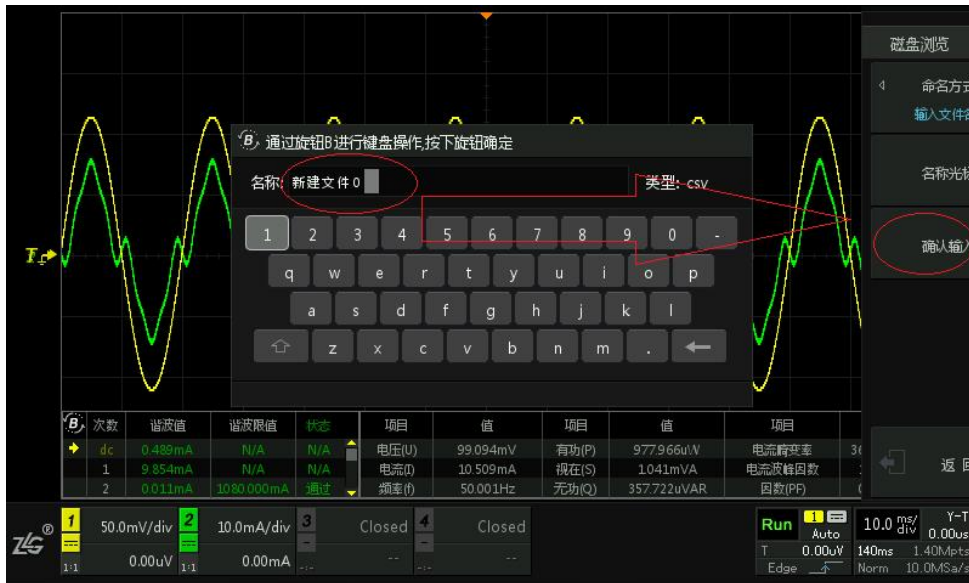 磁盘浏览
命名方式
输入文件名
名称光标
确认输入
返回
通过旋钮B进行键盘操作,按下旋钮确定
名称: 新建文件0
类型: csv
1 2 3 4 5 6 7 8 9 0 -
q w e r t y u i o p
a s d f g h j k l
z x c v b n m .
B 次数 谐波值 谐波限值 状态 项目 值 项目 值 项目
dc 0.489mA N/A N/A 电压(U) 99.094mV 有功(P) 977.966uW 电流畸变率 36
1 9.854mA N/A N/A 电流(I) 10.509mA 视在(S) 1.041mVA 电流波峰因数
2 0.011mA 1080.000mA 通过 频率(f) 50.001Hz 无功(Q) 357.722uVAR 因数(PF)
ZLG® 1 50.0mV/div 2 10.0mA/div 3 Closed 4 Closed
1:1 0.00uV 1:1 0.00mA -:- -- -:- --
Run 1 Auto 10.0 ms/div Y-T
0.00us
T 0.00uV 140ms 1.40Mpts
Edge Norm 10.0MSa/s